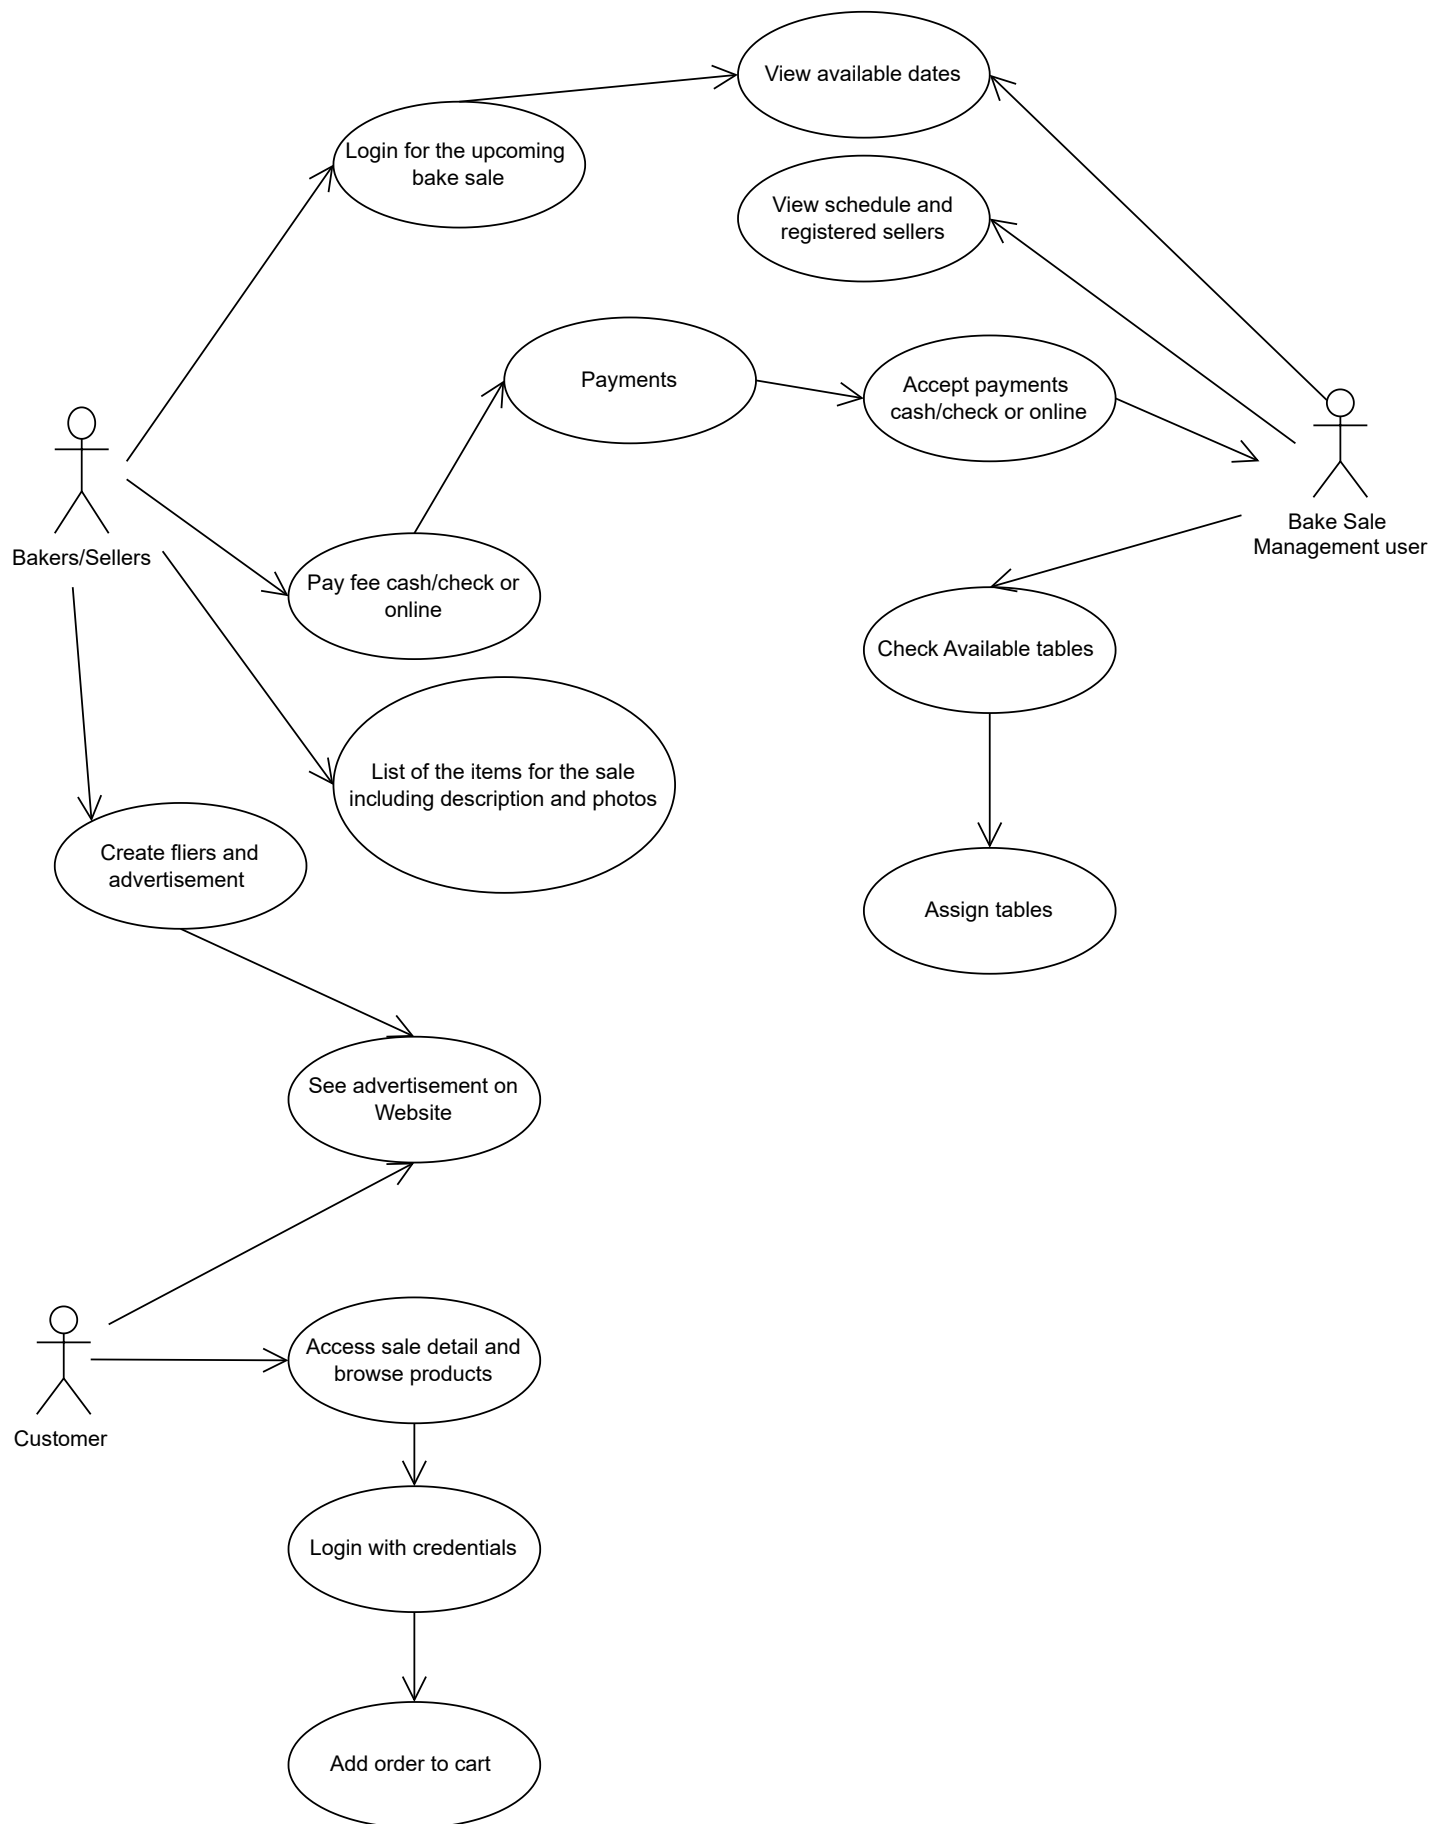 View available dates
Login for the upcoming
bake sale
View schedule and
registered sellers
Payments
Accept payments
cash/check or online
Bake Sale
Management user
Bakers/Sellers
Pay fee cash/check or
online
Check Available tables
List of the items for the sale
including description and photos
Create fliers and
advertisement
Assign tables
See advertisement on
Website
Access sale detail and
browse products
Customer
Login with credentials
Add order to cart